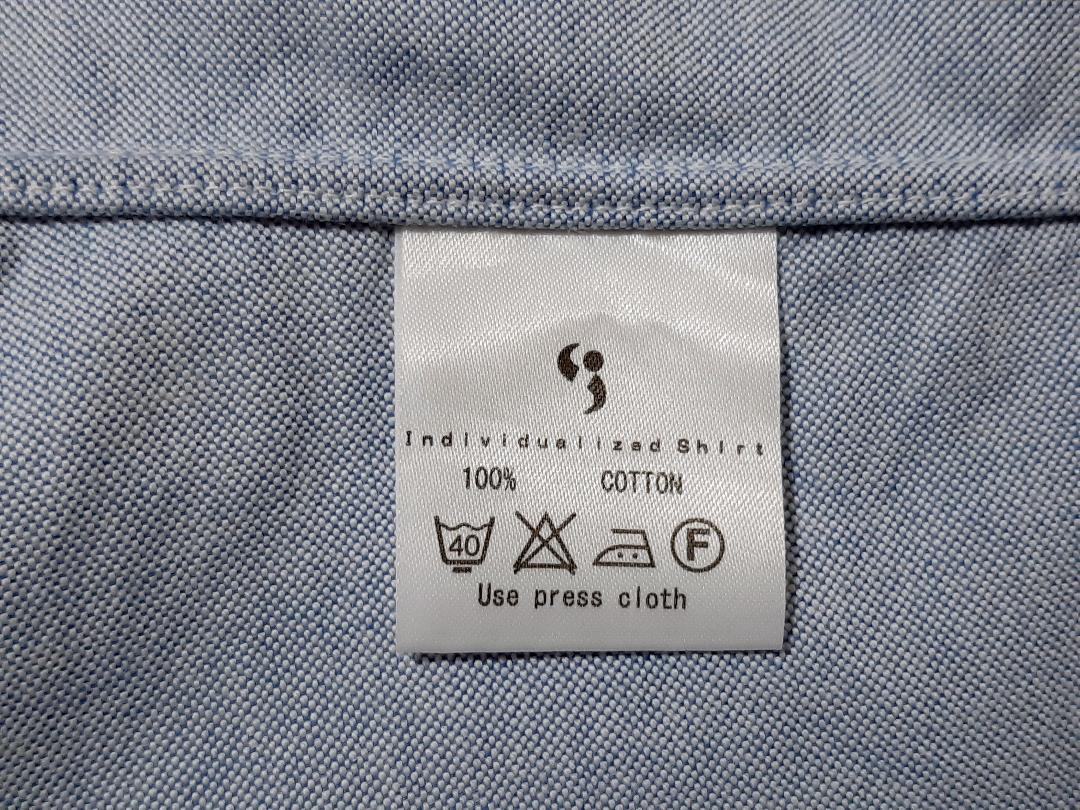 Individualized Shirt
100% COTTON
40 F
Use press cloth